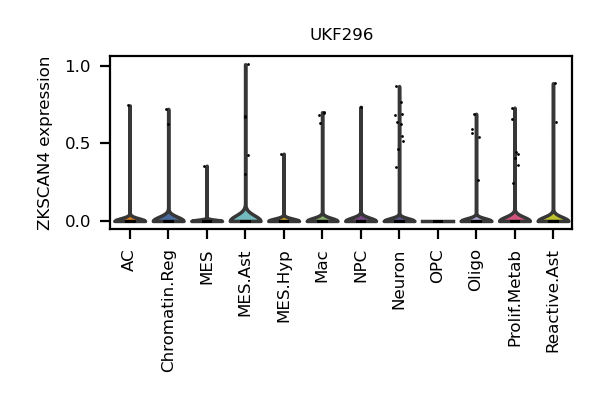 UKF296
ZKSCAN4 expression
1.0
0.5
0.0
AC
Chromatin.Reg
MES
MES.Ast
MES.Hyp
Mac
NPC
Neuron
OPC
Oligo
Prolif.Metab
Reactive.Ast